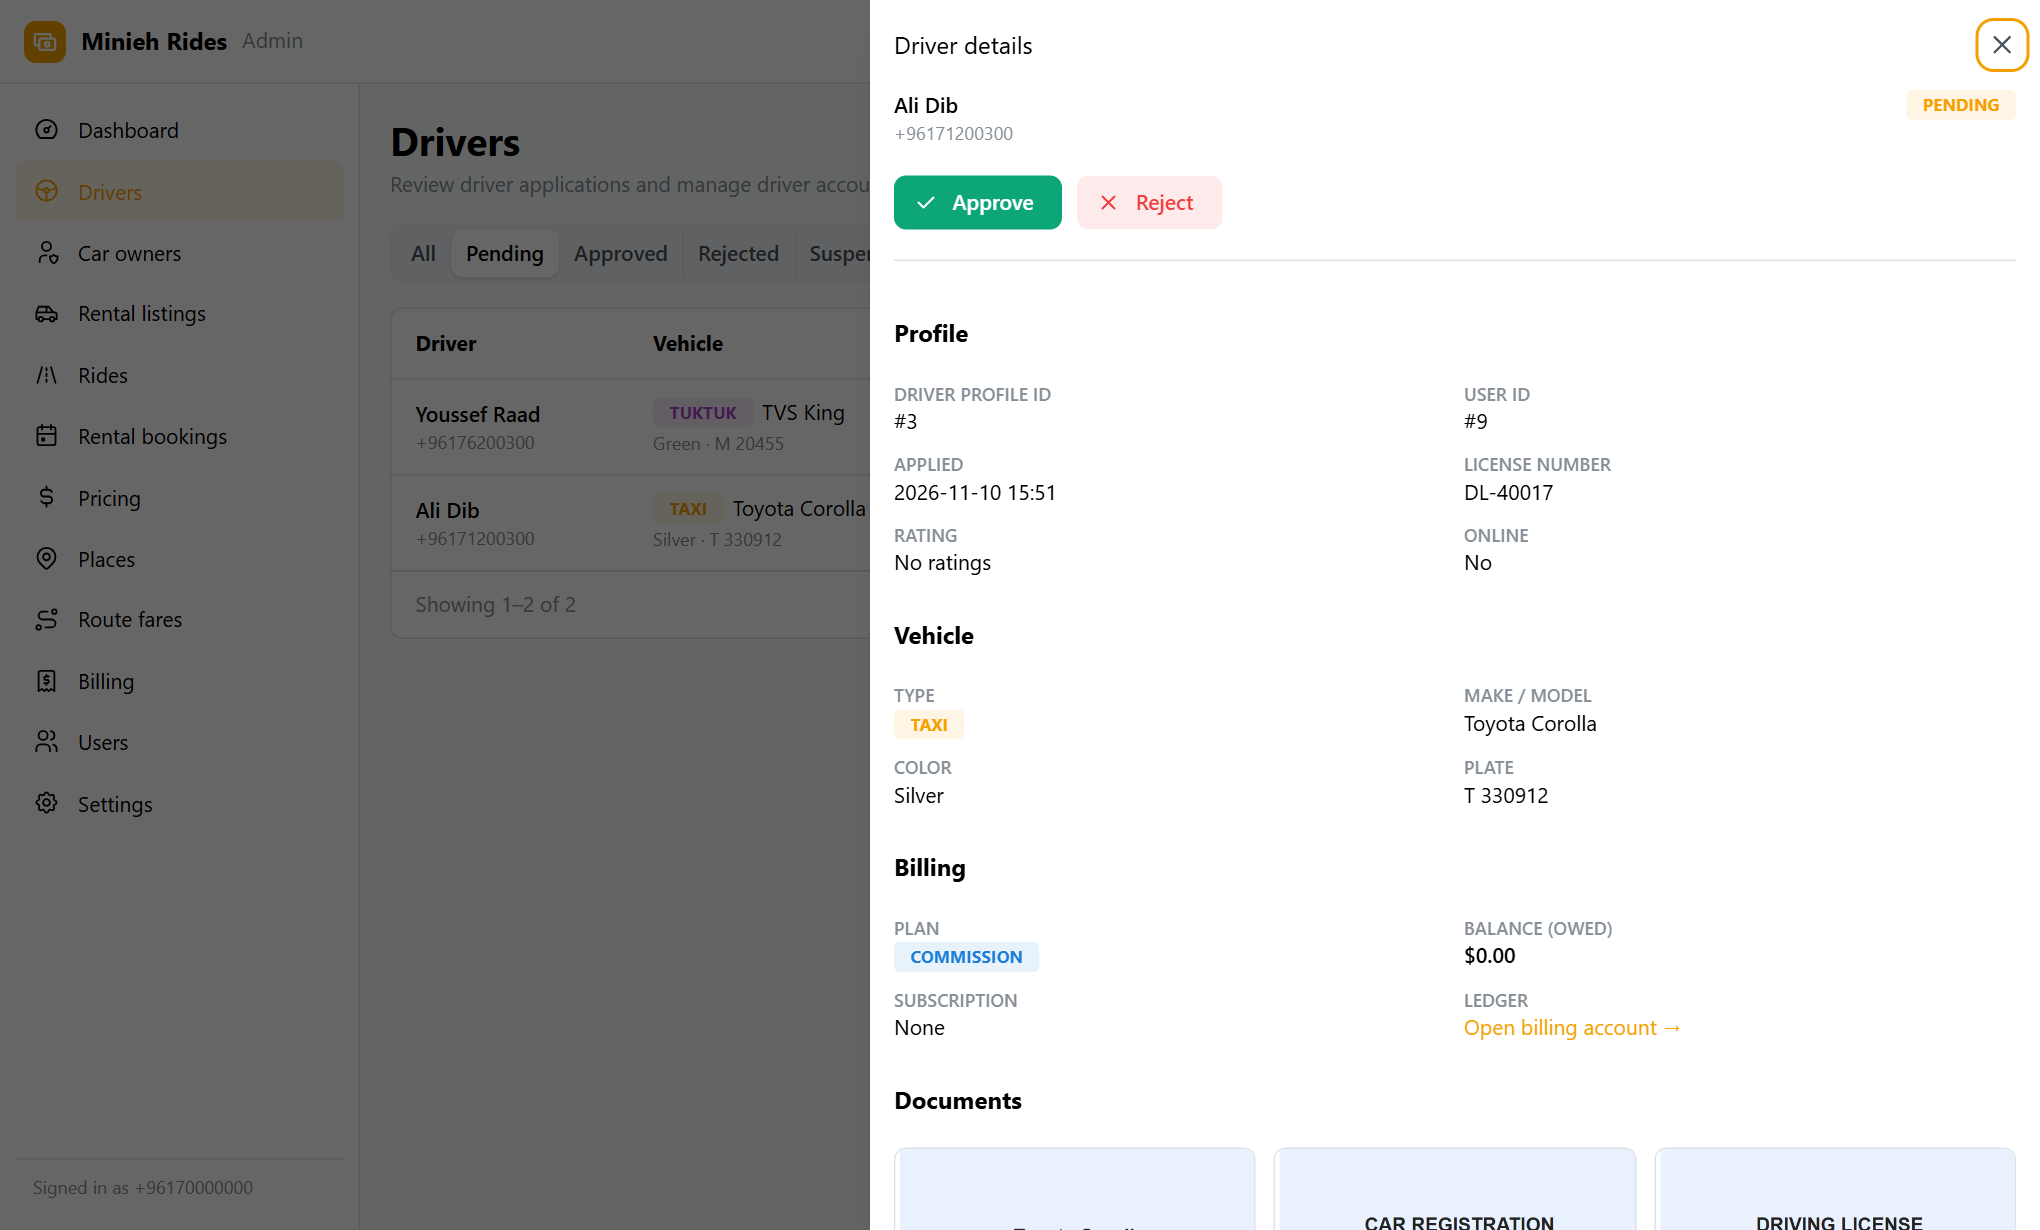 Minieh Rides Admin
Dashboard
Drivers
Car owners
Rental listings
Rides
Rental bookings
Pricing
Places
Route fares
Billing
Users
Settings
Signed in as +96170000000
Drivers
Review driver applications and manage driver accou
All Pending Approved Rejected Suspe
Driver Vehicle
Youssef Raad TUKTUK TVS King
+96176200300 Green · M 20455
Ali Dib TAXI Toyota Corolla
+96171200300 Silver · T 330912
Showing 1–2 of 2
Driver details
Ali Dib PENDING
+96171200300
Approve Reject
Profile
DRIVER PROFILE ID USER ID
#3 #9
APPLIED LICENSE NUMBER
2026-11-10 15:51 DL-40017
RATING ONLINE
No ratings No
Vehicle
TYPE MAKE / MODEL
TAXI Toyota Corolla
COLOR PLATE
Silver T 330912
Billing
PLAN BALANCE (OWED)
COMMISSION $0.00
SUBSCRIPTION LEDGER
None Open billing account →
Documents
CAR REGISTRATION DRIVING LICENSE